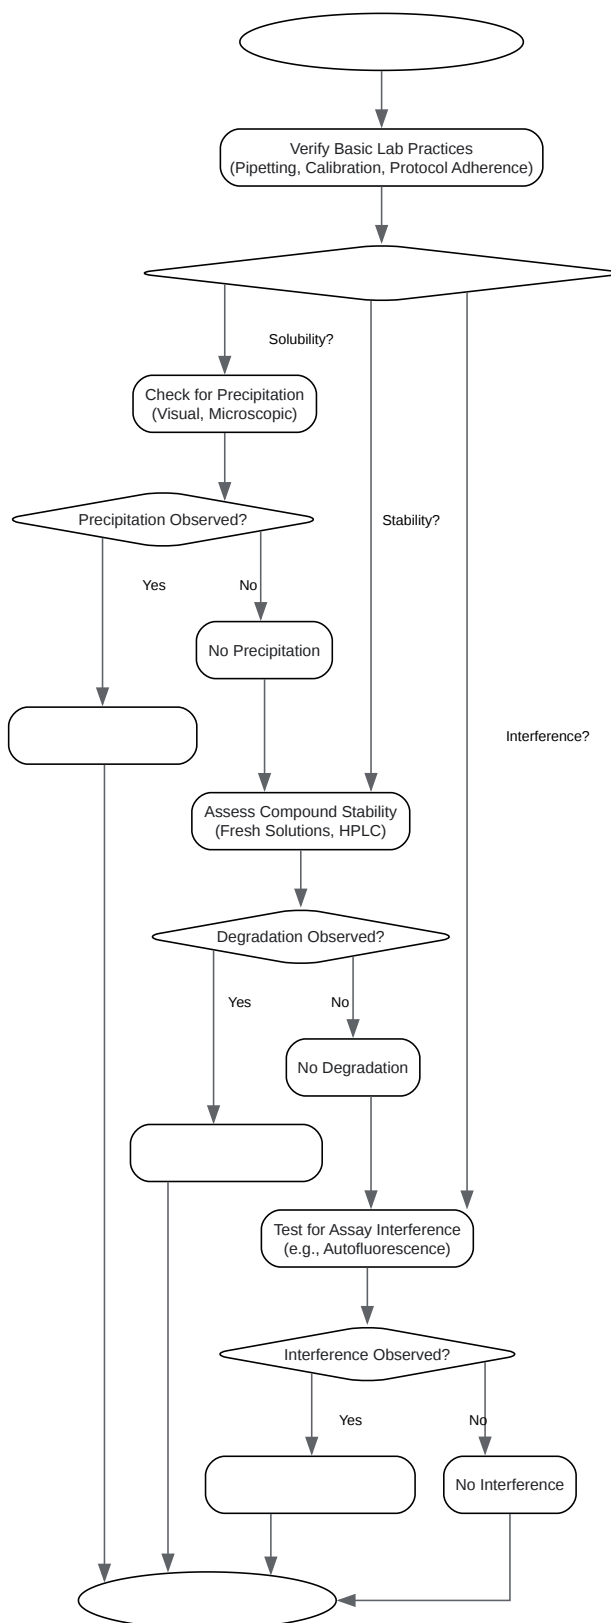 Verify Basic Lab Practices
(Pipetting, Calibration, Protocol Adherence)
Solubility?
Check for Precipitation
(Visual, Microscopic)
Precipitation Observed?
Stability?
Yes
No
No Precipitation
Interference?
Assess Compound Stability
(Fresh Solutions, HPLC)
Degradation Observed?
Yes
No
No Degradation
Test for Assay Interference
(e.g., Autofluorescence)
Interference Observed?
Yes
No
No Interference